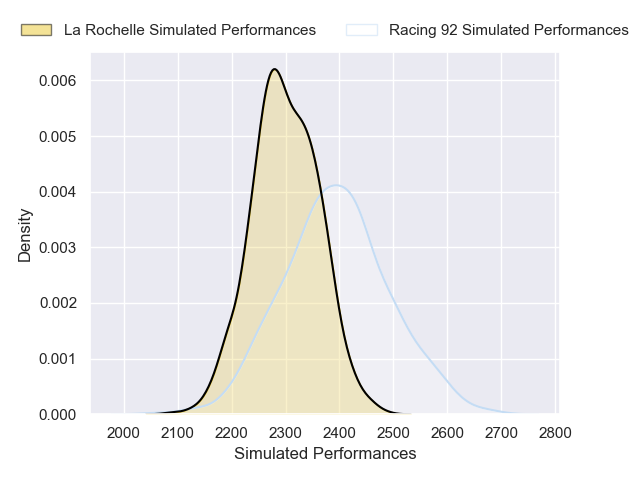 La Rochelle Simulated Performances Racing 92 Simulated Performances
0.006
0.005
0.004
0.003
0.002
0.001
0.000
Density
2000 2100 2200 2300 2400 2500 2600 2700 2800
Simulated Performances